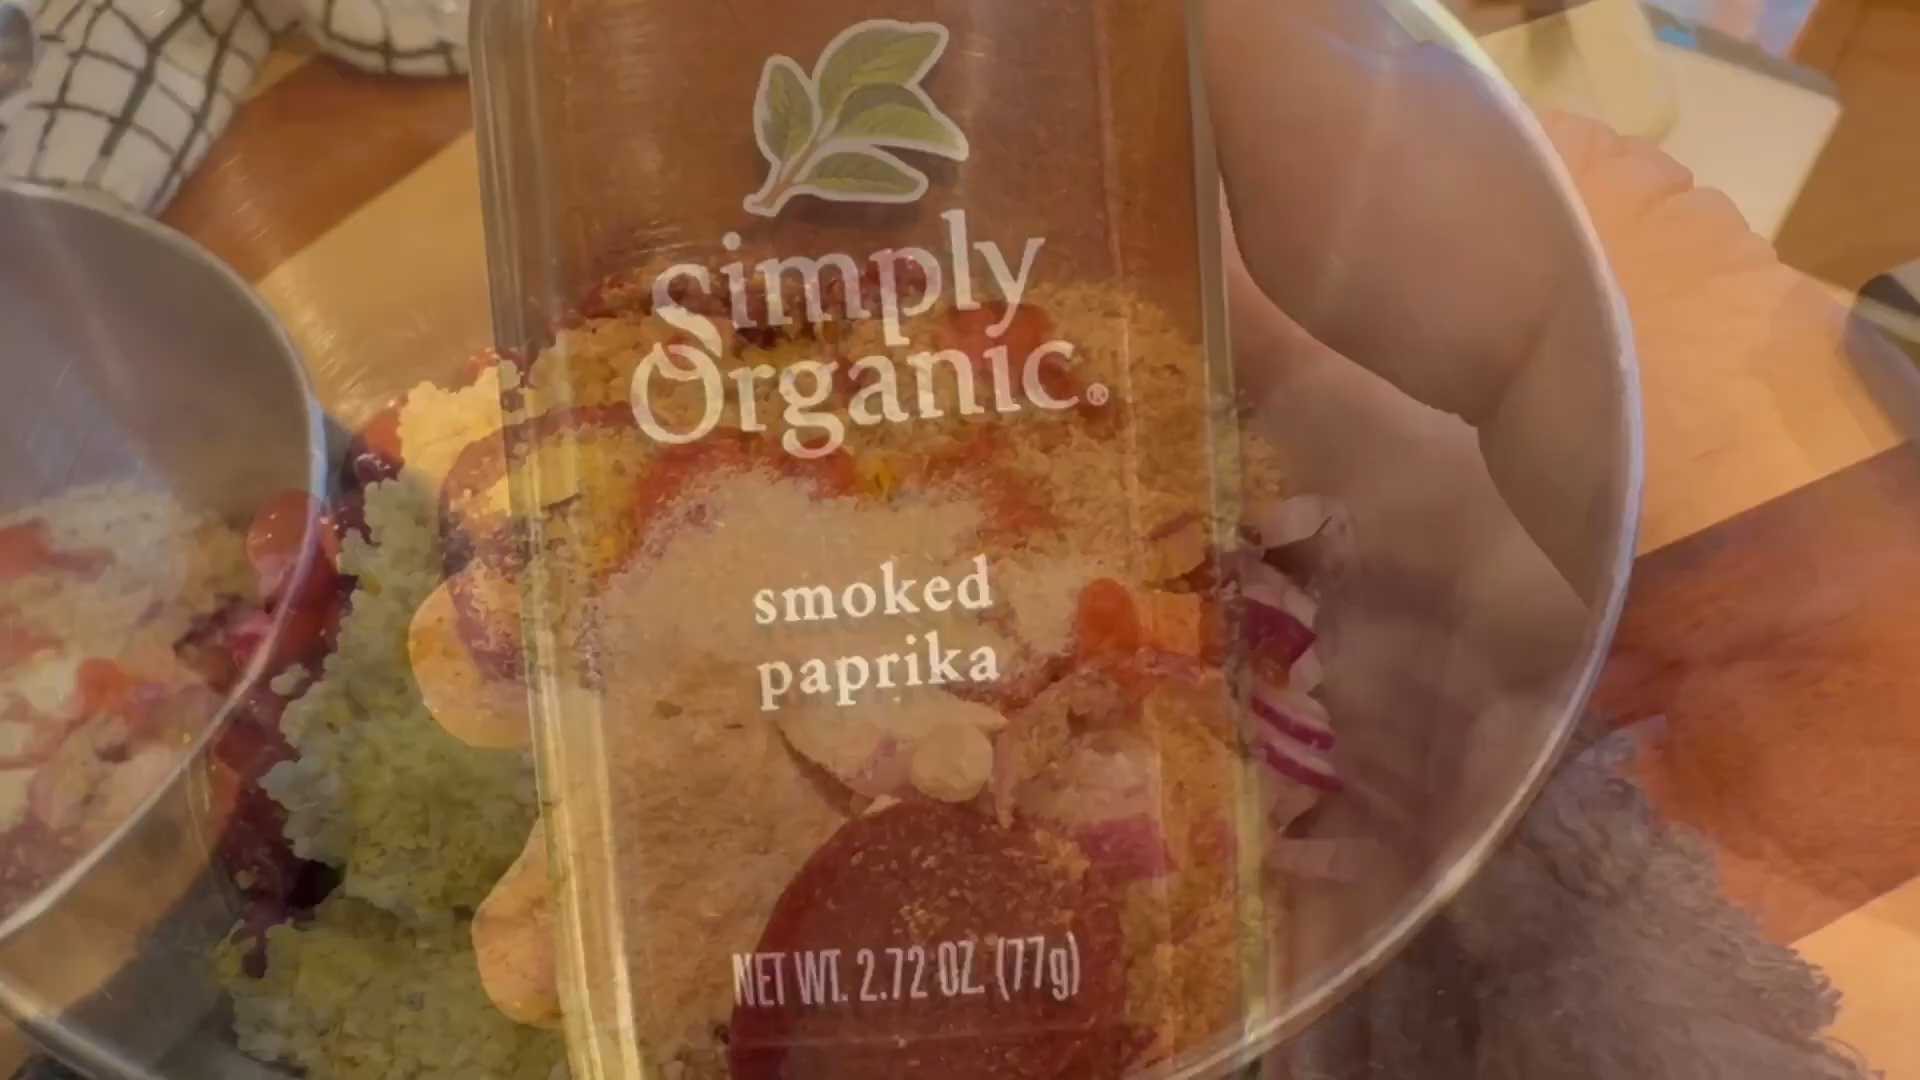 Simply
Organic®
smoked
paprika
NET WT. 2.72 OZ. (77g)